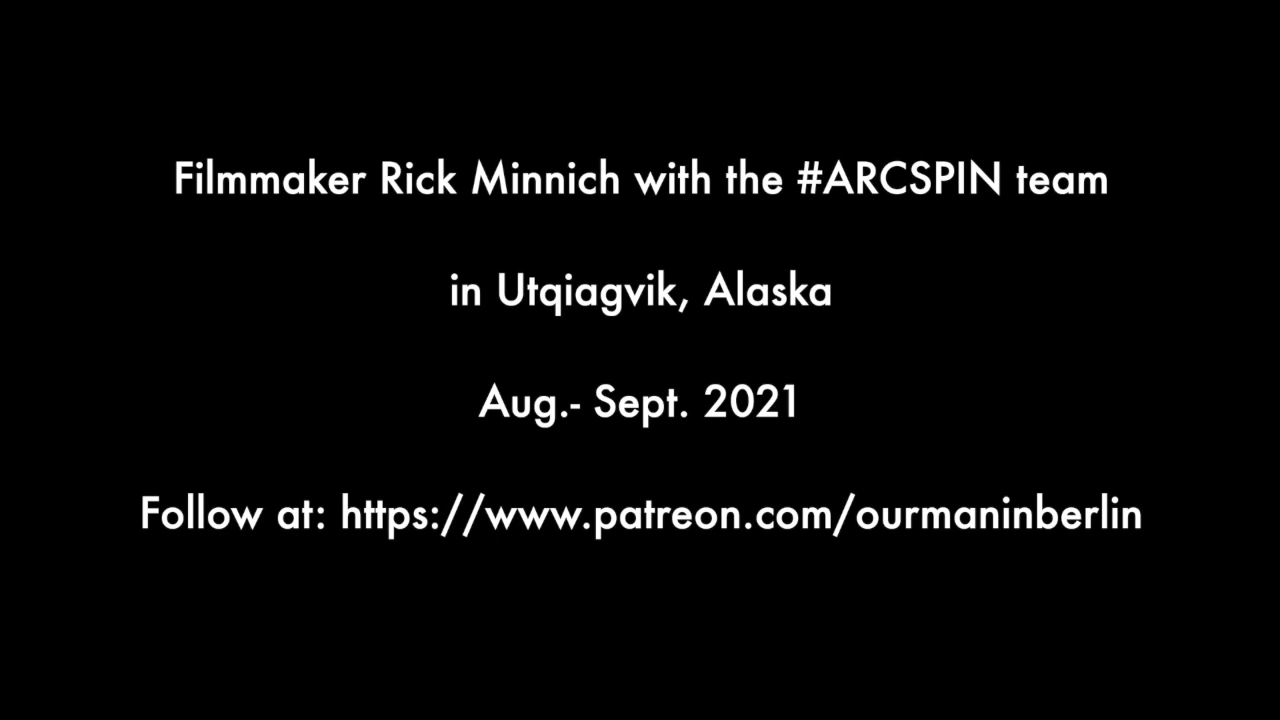 Filmmaker Rick Minnich with the #ARCSPIN team
in Utqiagvik, Alaska
Aug.- Sept. 2021
Follow at: https://www.patreon.com/ourmaninberlin